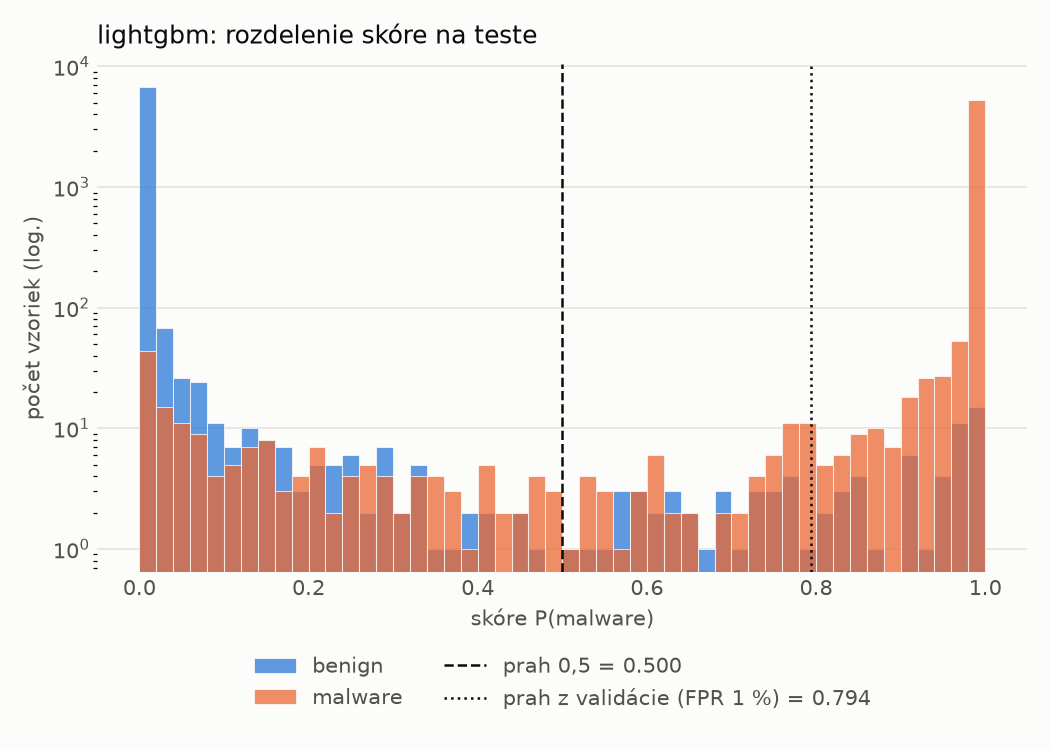 lightgbm: rozdelenie skóre na teste
10⁴
10³
10²
10¹
10⁰
počet vzoriek (log.)
0.0 0.2 0.4 0.6 0.8 1.0
skóre P(malware)
benign
malware
prah 0,5 = 0.500
prah z validácie (FPR 1 %) = 0.794